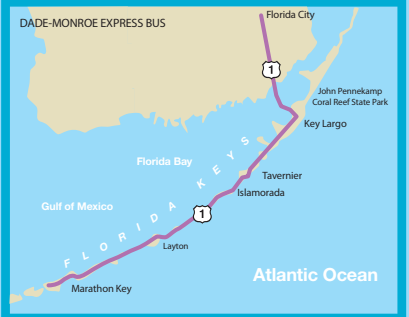 DADE-MONROE EXPRESS BUS
Florida City
1
John Pennekamp
Coral Reef State Park
Key Largo
Florida Bay
Tavernier
Islamorada
Gulf of Mexico
FLORIDA KEYS
1
Layton
Atlantic Ocean
Marathon Key